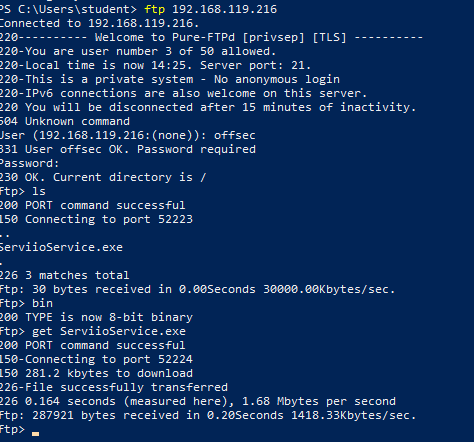 PS C:\Users\student> ftp 192.168.119.216
Connected to 192.168.119.216.
220---------- Welcome to Pure-FTPd [privsep] [TLS] ----------
220-You are user number 3 of 50 allowed.
220-Local time is now 14:25. Server port: 21.
220-This is a private system - No anonymous login
220-IPv6 connections are also welcome on this server.
220 You will be disconnected after 15 minutes of inactivity.
504 Unknown command
User (192.168.119.216:(none)): offsec
331 User offsec OK. Password required
Password:
230 OK. Current directory is /
ftp> ls
200 PORT command successful
150 Connecting to port 52223
..
ServiioService.exe
.
226 3 matches total
ftp: 30 bytes received in 0.00Seconds 30000.00Kbytes/sec.
ftp> bin
200 TYPE is now 8-bit binary
ftp> get ServiioService.exe
200 PORT command successful
150-Connecting to port 52224
150 281.2 kbytes to download
226-File successfully transferred
226 0.164 seconds (measured here), 1.68 Mbytes per second
ftp: 287921 bytes received in 0.20Seconds 1418.33Kbytes/sec.
ftp>